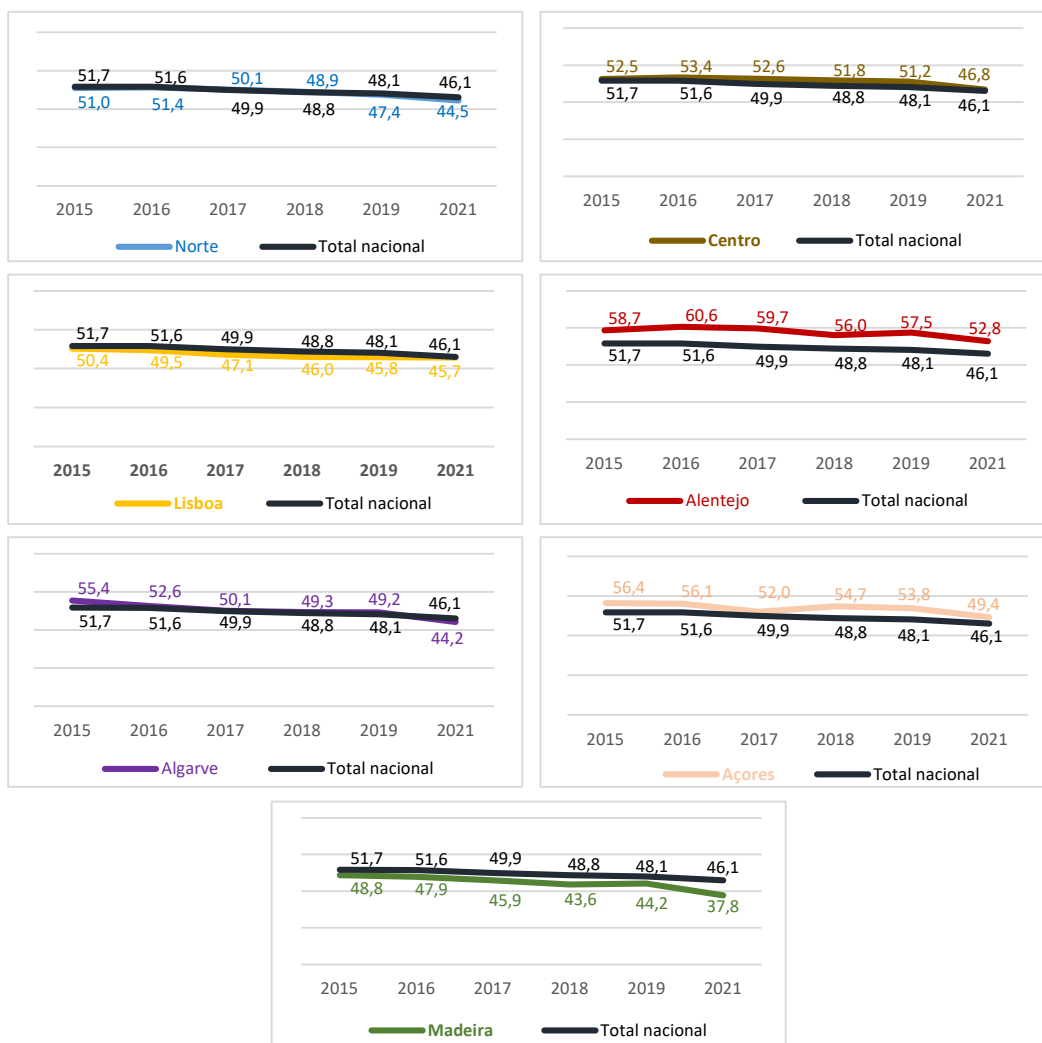 51,7 51,6 50,1 48,9 48,1 46,1
51,0 51,4 49,9 48,8 47,4 44,5
2015 2016 2017 2018 2019 2021
Norte Total nacional
52,5 53,4 52,6 51,8 51,2 46,8
51,7 51,6 49,9 48,8 48,1 46,1
2015 2016 2017 2018 2019 2021
Centro Total nacional
51,7 51,6 49,9 48,8 48,1 46,1
50,4 49,5 47,1 46,0 45,8 45,7
2015 2016 2017 2018 2019 2021
Lisboa Total nacional
58,7 60,6 59,7 56,0 57,5 52,8
51,7 51,6 49,9 48,8 48,1 46,1
2015 2016 2017 2018 2019 2021
Alentejo Total nacional
55,4 52,6 50,1 49,3 49,2 46,1
51,7 51,6 49,9 48,8 48,1 44,2
2015 2016 2017 2018 2019 2021
Algarve Total nacional
56,4 56,1 52,0 54,7 53,8 49,4
51,7 51,6 49,9 48,8 48,1 46,1
2015 2016 2017 2018 2019 2021
Açores Total nacional
51,7 51,6 49,9 48,8 48,1 46,1
48,8 47,9 45,9 43,6 44,2 37,8
2015 2016 2017 2018 2019 2021
Madeira Total nacional